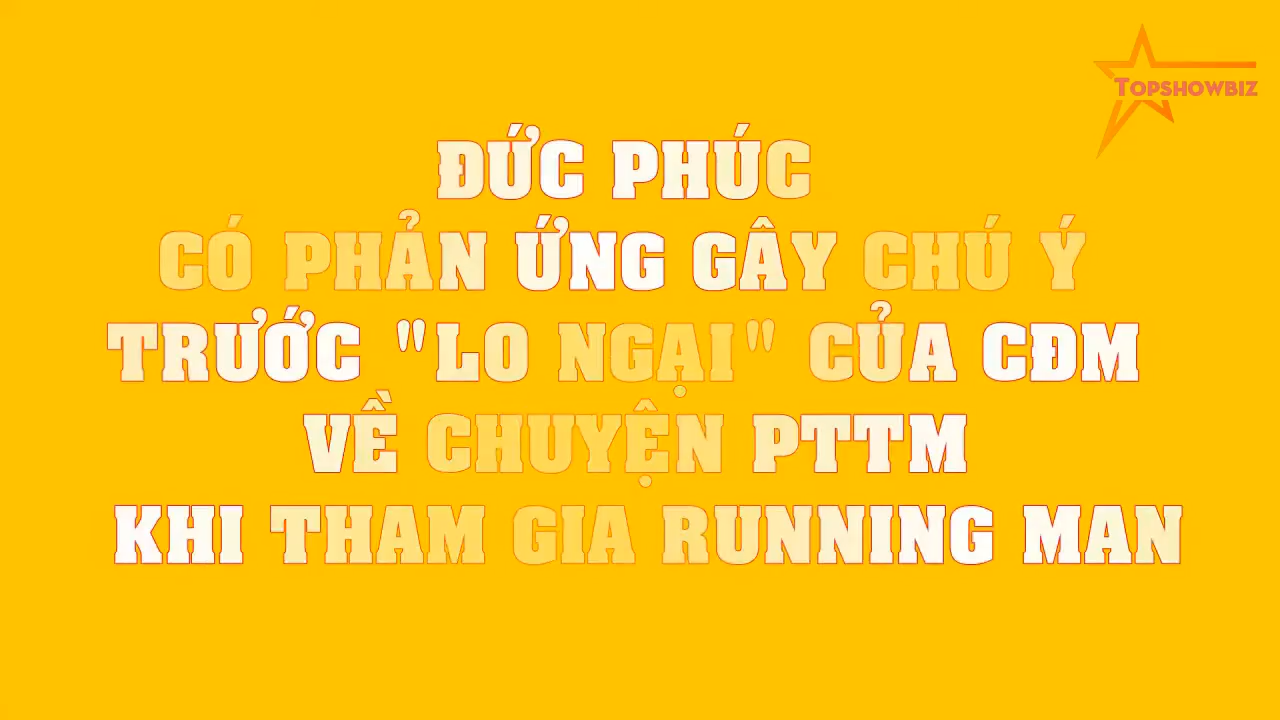 TOPSHOWBIZ
ĐỨC PHÚC
CÓ PHẢN ỨNG GÂY CHÚ Ý
TRƯỚC "LO NGẠI" CỦA CĐM
VỀ CHUYỆN PTTM
KHI THAM GIA RUNNING MAN